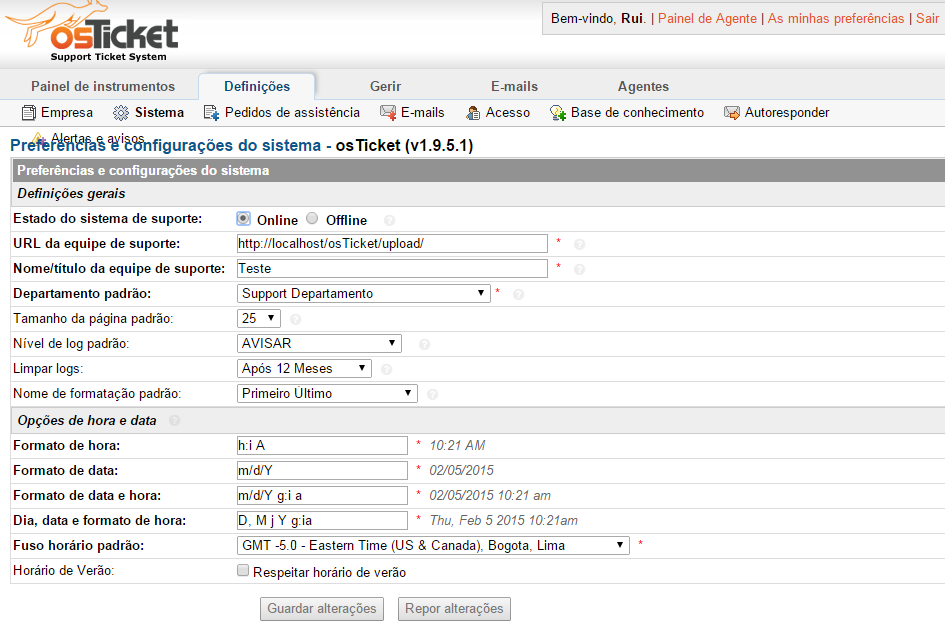 osTicket
Support Ticket System
Bem-vindo, Rui. | Painel de Agente | As minhas preferências | Sair
Painel de instrumentos Definições Gerir E-mails Agentes
Empresa Sistema Pedidos de assistência E-mails Acesso Base de conhecimento Autoresponder
Alertas e avisos
Preferências e configurações do sistema - osTicket (v1.9.5.1)
Preferências e configurações do sistema
Definições gerais
Estado do sistema de suporte: Online Offline
URL da equipe de suporte: http://localhost/osTicket/upload/ *
Nome/título da equipe de suporte: Teste *
Departamento padrão: Support Departamento *
Tamanho da página padrão: 25
Nível de log padrão: AVISAR
Limpar logs: Após 12 Meses
Nome de formatação padrão: Primeiro Último
Opções de hora e data
Formato de hora: h:i A * 10:21 AM
Formato de data: m/d/Y * 02/05/2015
Formato de data e hora: m/d/Y g:i a * 02/05/2015 10:21 am
Dia, data e formato de hora: D, M j Y g:ia * Thu, Feb 5 2015 10:21am
Fuso horário padrão: GMT -5.0 - Eastern Time (US & Canada), Bogota, Lima *
Horário de Verão: Respeitar horário de verão
Guardar alterações Repor alterações